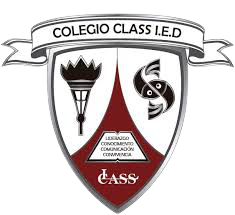 COLEGIO CLASS I.E.D
LIDERAZGO
CONOCIMIENTO
COMUNICACIÓN
CONVIVENCIA
CLASS